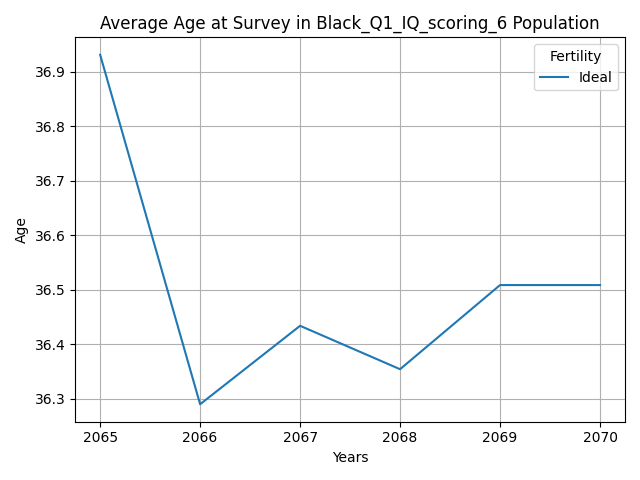 Average Age at Survey in Black_Q1_IQ_scoring_6 Population
Fertility
Ideal
36.9
36.8
36.7
36.6
36.5
36.4
36.3
Age
2065 2066 2067 2068 2069 2070
Years